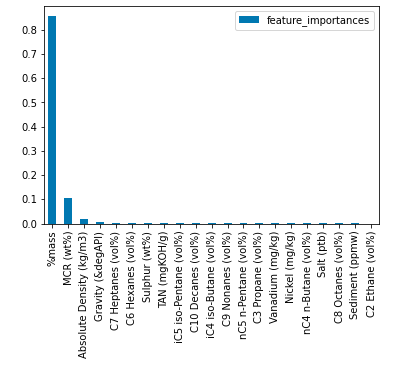 feature_importances
0.8
0.7
0.6
0.5
0.4
0.3
0.2
0.1
0.0
%mass
MCR (wt%)
Absolute Density (kg/m3)
Gravity (&degAPI)
C7 Heptanes (vol%)
C6 Hexanes (vol%)
Sulphur (wt%)
TAN (mgKOH/g)
iC5 iso-Pentane (vol%)
C10 Decanes (vol%)
iC4 iso-Butane (vol%)
C9 Nonanes (vol%)
nC5 n-Pentane (vol%)
C3 Propane (vol%)
Vanadium (mg/kg)
Nickel (mg/kg)
nC4 n-Butane (vol%)
Salt (ptb)
C8 Octanes (vol%)
Sediment (ppmw)
C2 Ethane (vol%)